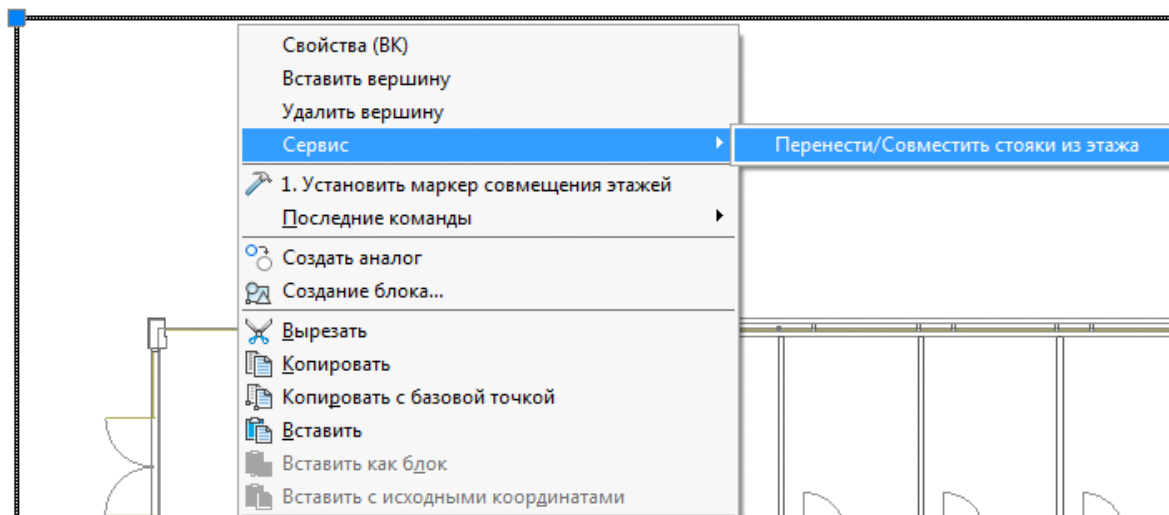 Свойства (ВК)
Вставить вершину
Удалить вершину
Сервис
Перенести/Совместить стояки из этажа
1. Установить маркер совмещения этажей
Последние команды
Создать аналог
Создание блока...
Вырезать
Копировать
Копировать с базовой точкой
Вставить
Вставить как блок
Вставить с исходными координатами